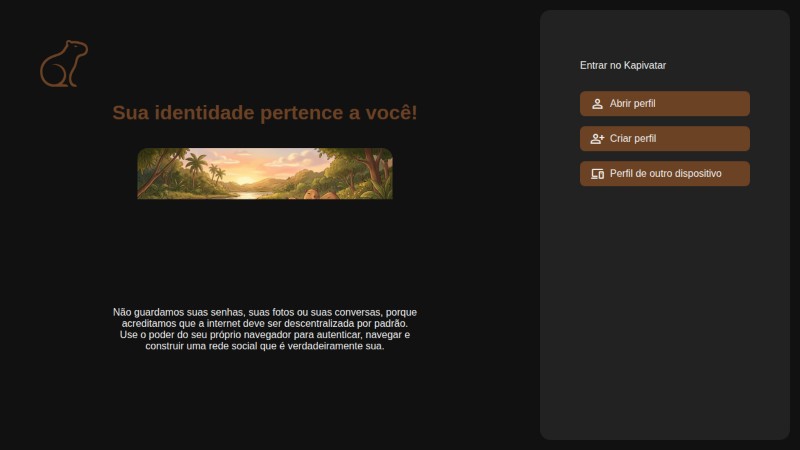 Sua identidade pertence a você!
Não guardamos suas senhas, suas fotos ou suas conversas, porque
acreditamos que a internet deve ser descentralizada por padrão.
Use o poder do seu próprio navegador para autenticar, navegar e
construir uma rede social que é verdadeiramente sua.
Entrar no Kapivatar
Abrir perfil
Criar perfil
Perfil de outro dispositivo